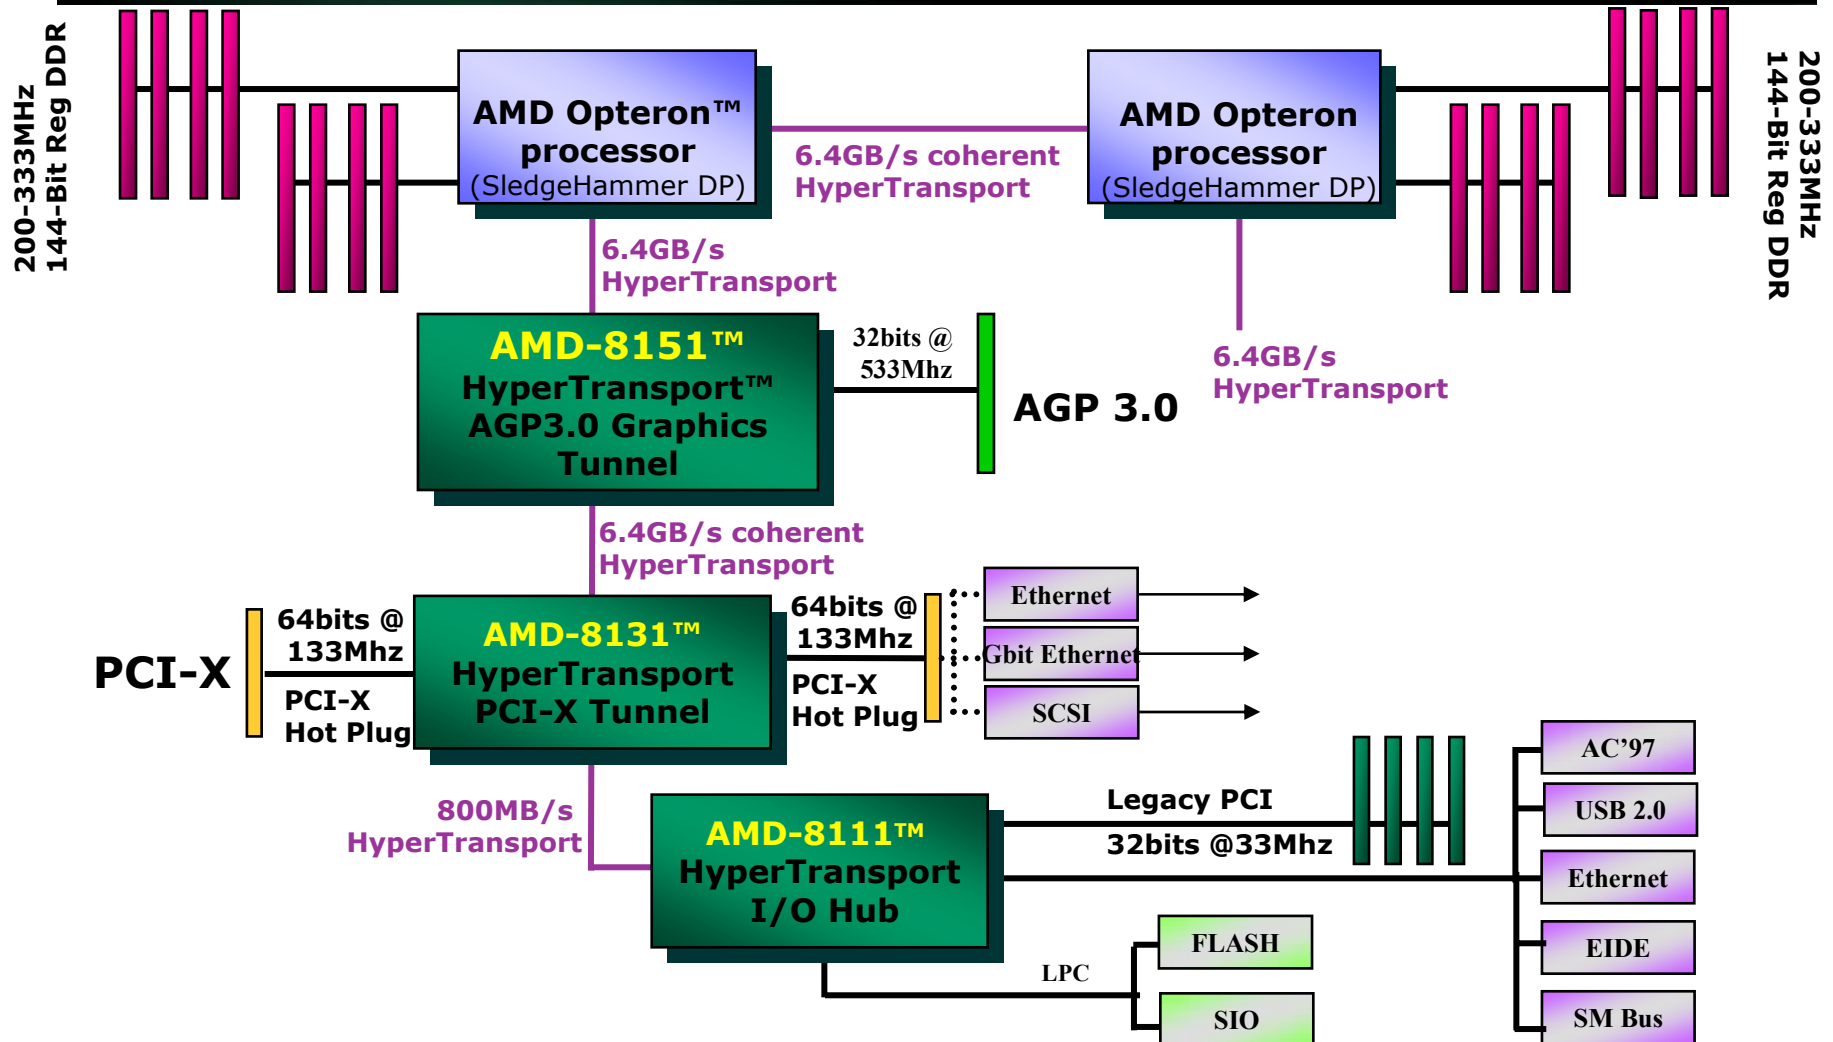 200-333MHz
144-Bit Reg DDR
AMD Opteron™
processor
(SledgeHammer DP)
6.4GB/s coherent
HyperTransport
AMD Opteron
processor
(SledgeHammer DP)
200-333MHz
144-Bit Reg DDR
6.4GB/s
HyperTransport
6.4GB/s
HyperTransport
AMD-8151™
HyperTransport™
AGP3.0 Graphics
Tunnel
32bits @
533Mhz
AGP 3.0
6.4GB/s coherent
HyperTransport
PCI-X
64bits @
133Mhz
PCI-X
Hot Plug
AMD-8131™
HyperTransport
PCI-X Tunnel
64bits @
133Mhz
PCI-X
Hot Plug
Ethernet
Gbit Ethernet
SCSI
800MB/s
HyperTransport
AMD-8111™
HyperTransport
I/O Hub
Legacy PCI
32bits @33Mhz
AC’97
USB 2.0
Ethernet
EIDE
SM Bus
LPC
FLASH
SIO